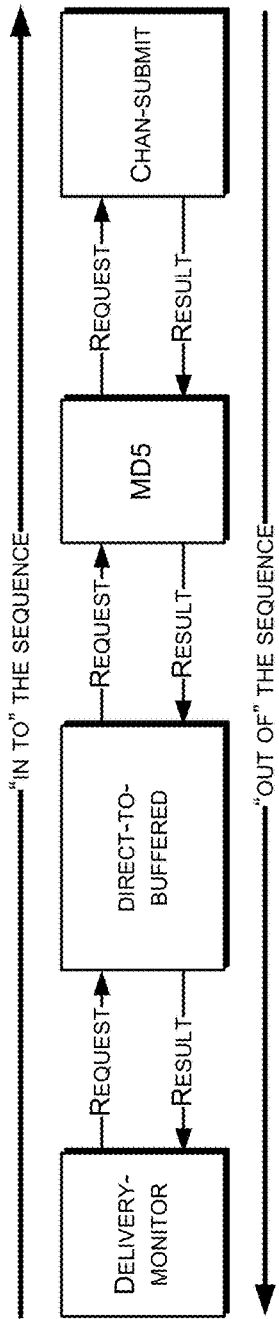 "IN TO" THE SEQUENCE
DELIVERY-
MONITOR
REQUEST
RESULT
DIRECT-TO-
BUFFERED
REQUEST
RESULT
MD5
REQUEST
RESULT
CHAN-SUBMIT
"OUT OF" THE SEQUENCE